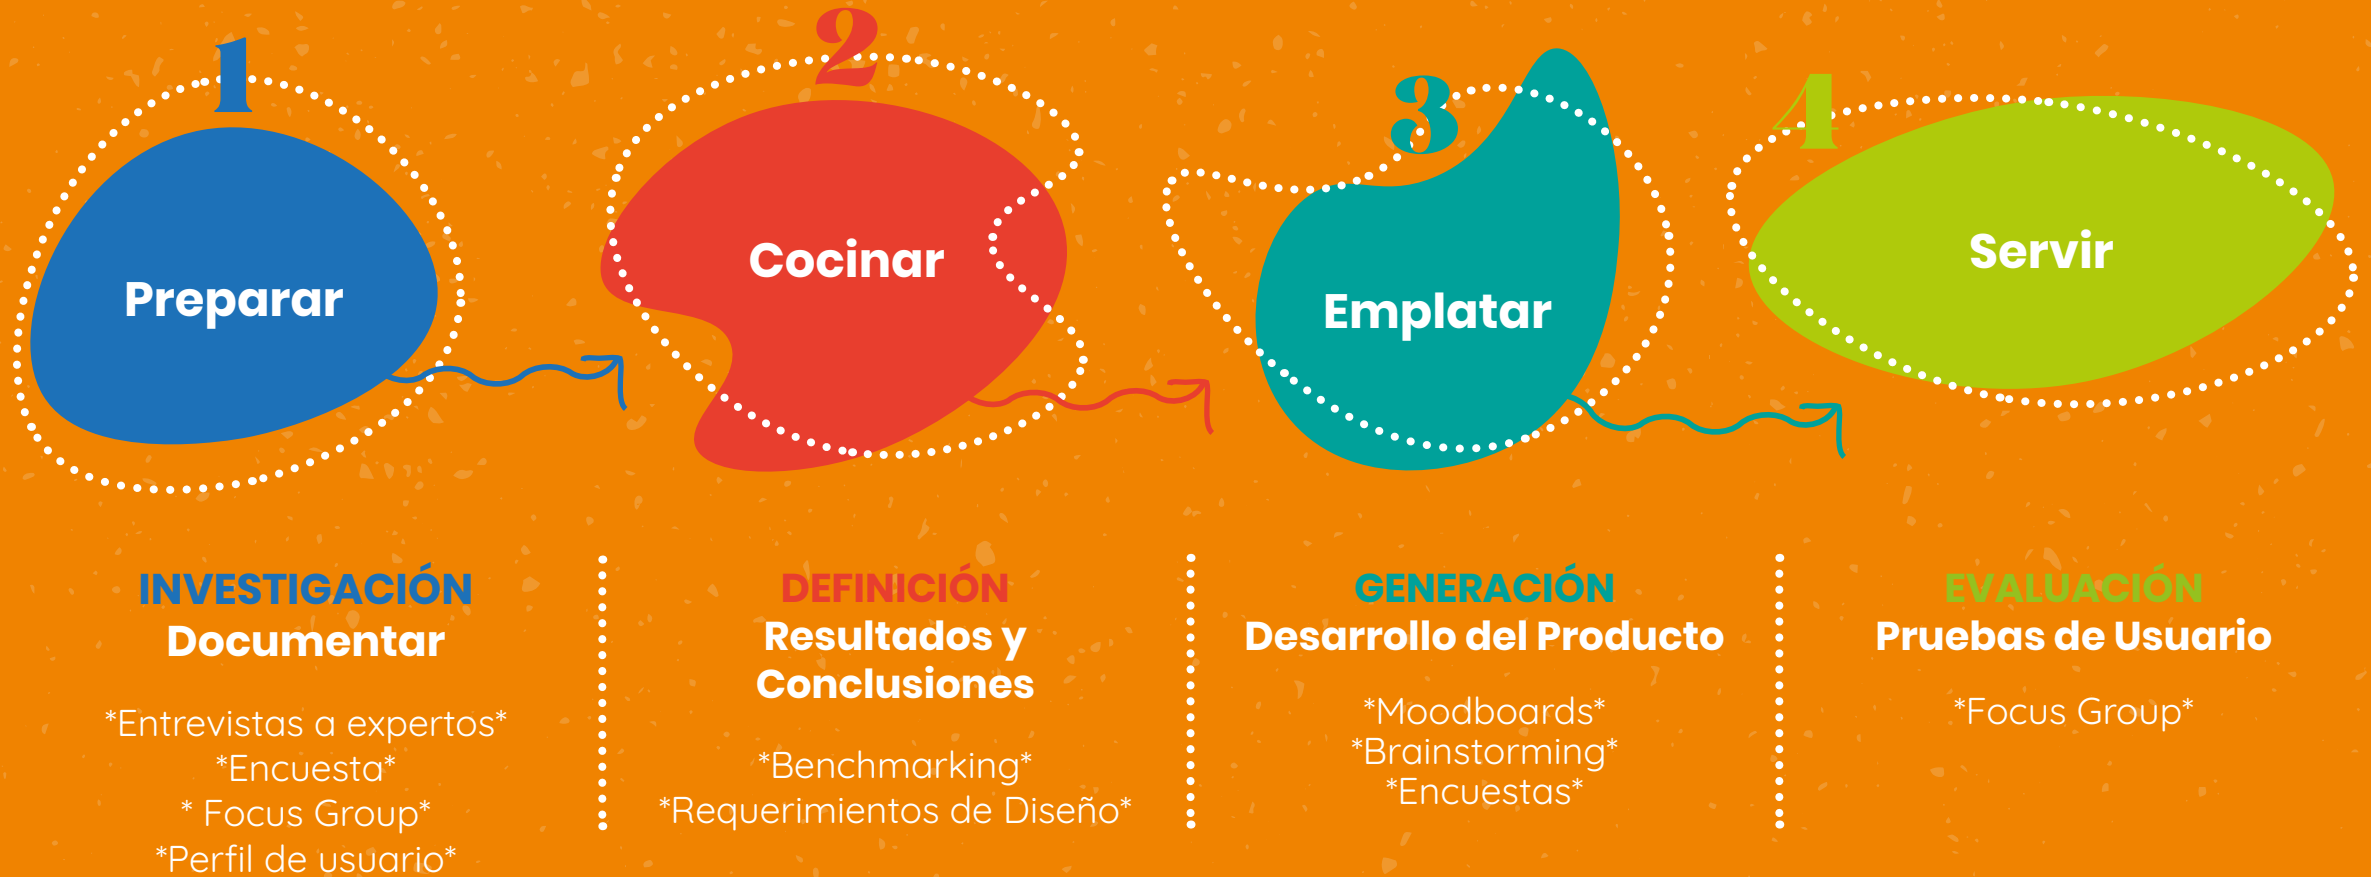 1
Preparar
2
Cocinar
3
Emplatar
4
Servir
INVESTIGACIÓN
Documentar
*Entrevistas a expertos*
*Encuesta*
* Focus Group*
*Perfil de usuario*
DEFINICIÓN
Resultados y
Conclusiones
*Benchmarking*
*Requerimientos de Diseño*
GENERACIÓN
Desarrollo del Producto
*Moodboards*
*Brainstorming*
*Encuestas*
EVALUACIÓN
Pruebas de Usuario
*Focus Group*